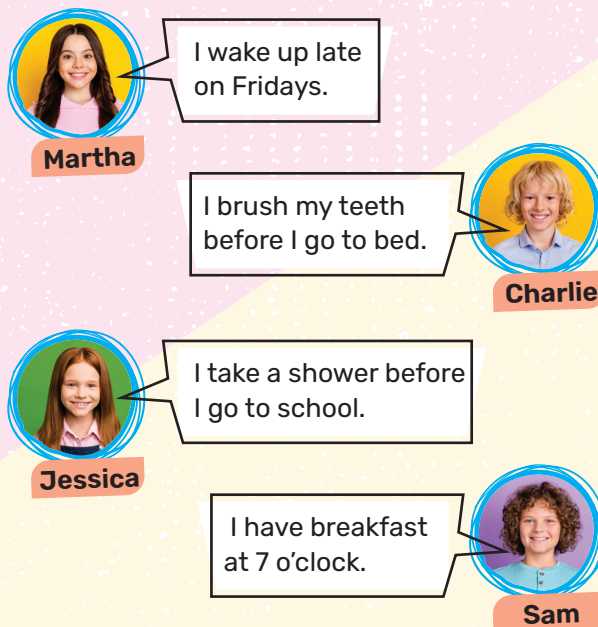 I wake up late
on Fridays.
Martha
I brush my teeth
before I go to bed.
Charlie
I take a shower before
I go to school.
Jessica
I have breakfast
at 7 o’clock.
Sam